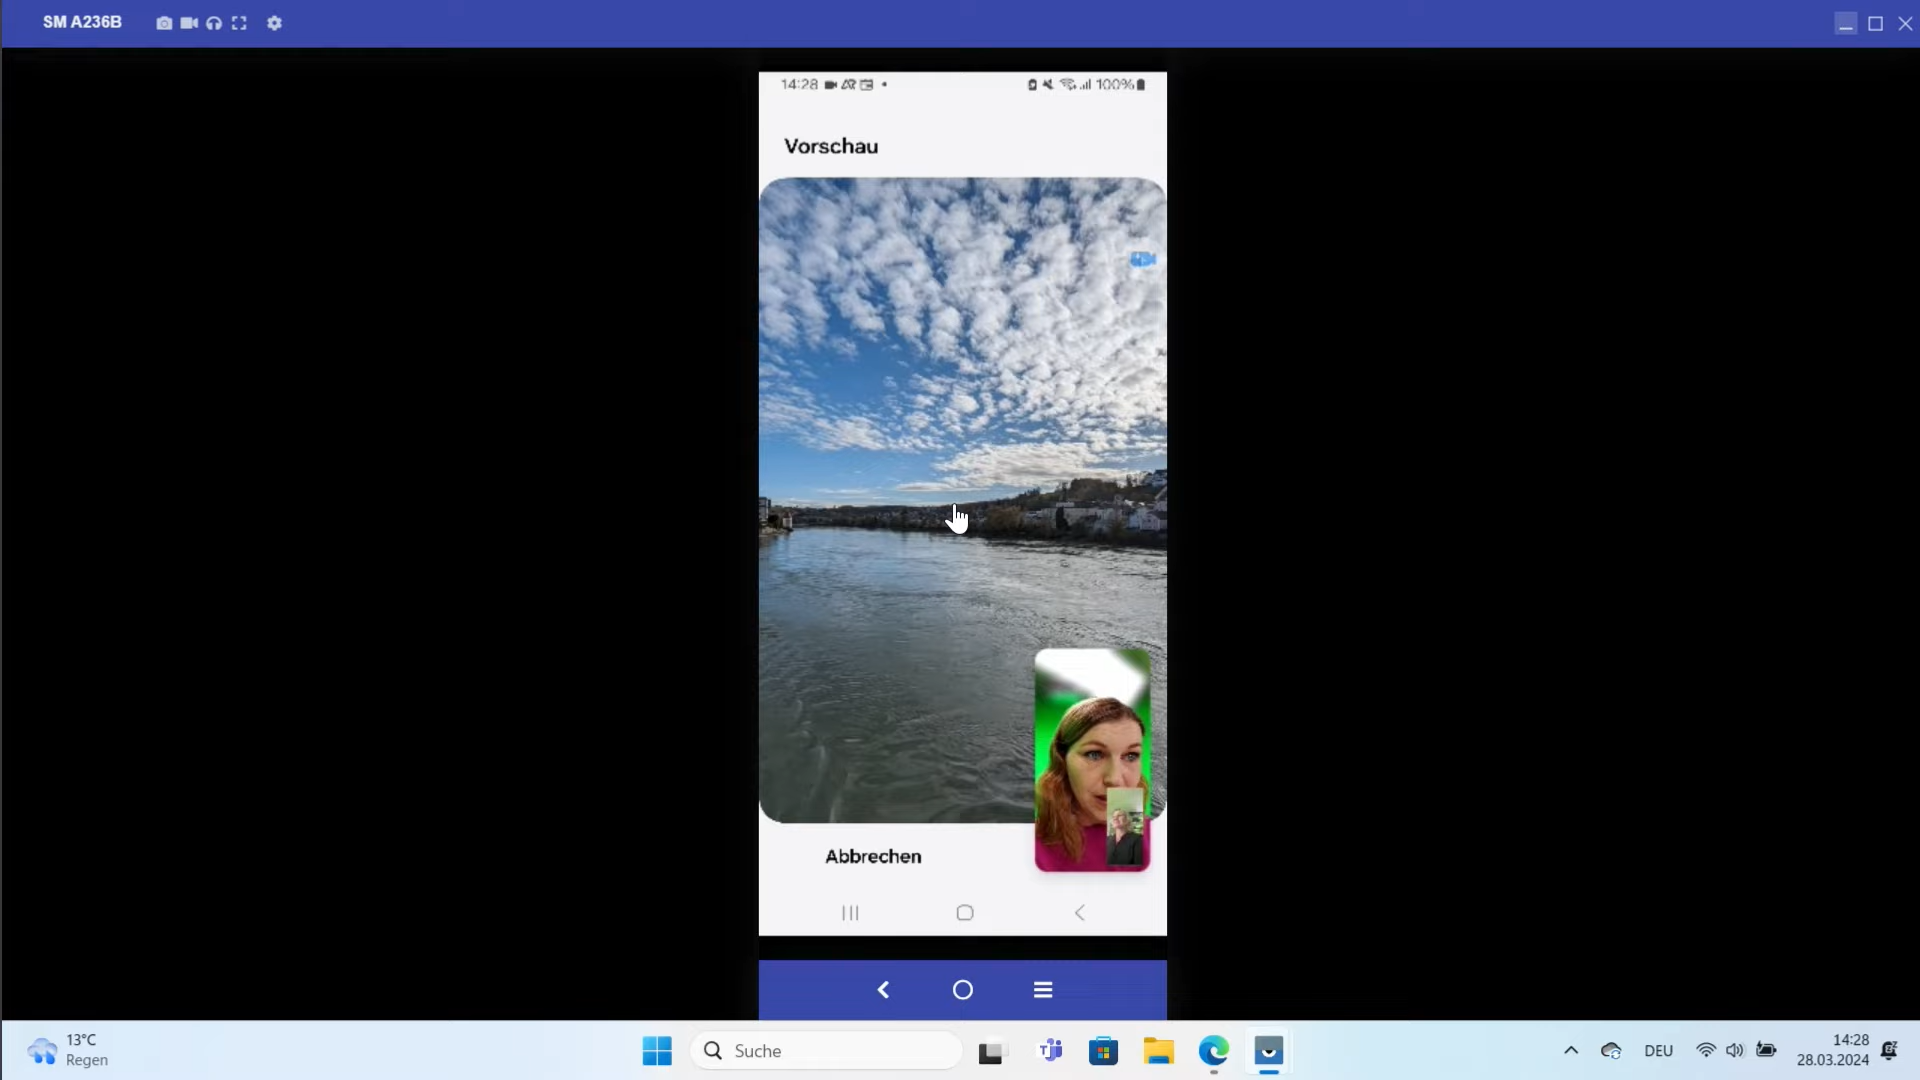 SM A236B
14:28
100%
Vorschau
Abbrechen
13°C
Regen
Suche
DEU
14:28
28.03.2024